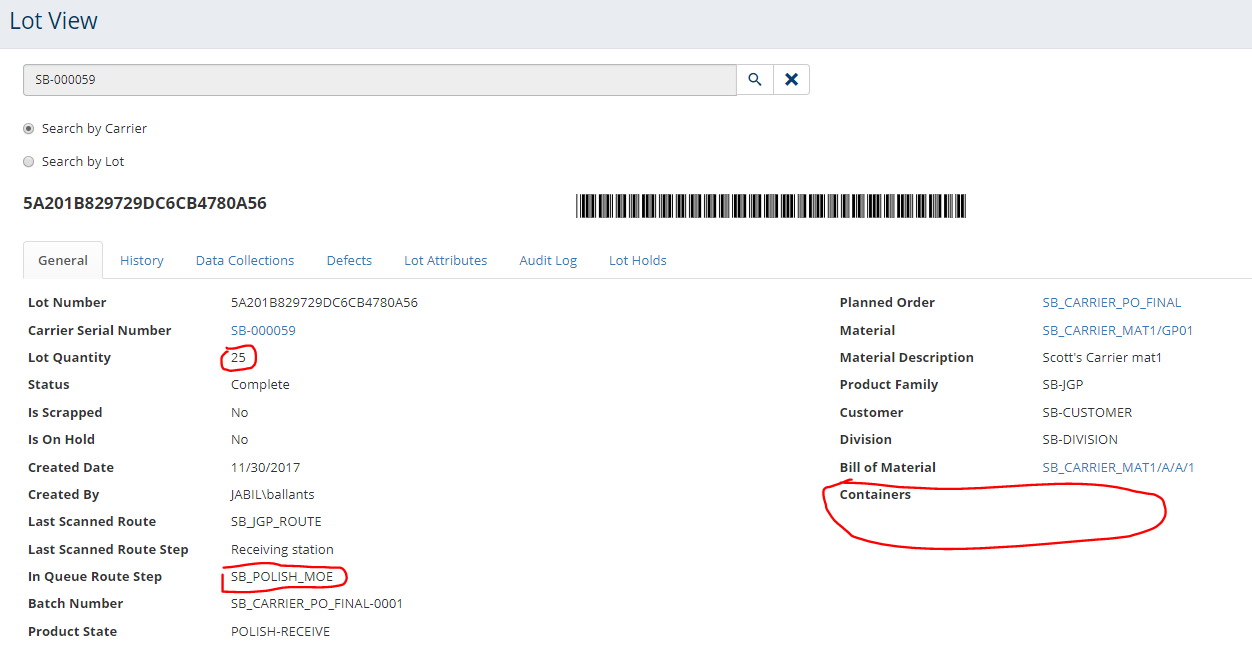 Lot View
SB-000059
Search by Carrier
Search by Lot
5A201B829729DC6CB4780A56
General History Data Collections Defects Lot Attributes Audit Log Lot Holds
Lot Number 5A201B829729DC6CB4780A56 Planned Order SB_CARRIER_PO_FINAL
Carrier Serial Number SB-000059 Material SB_CARRIER_MAT1/GP01
Lot Quantity 25 Material Description Scott's Carrier mat1
Status Complete Product Family SB-JGP
Is Scrapped No Customer SB-CUSTOMER
Is On Hold No Division SB-DIVISION
Created Date 11/30/2017 Bill of Material SB_CARRIER_MAT1/A/A/1
Created By JABIL\ballants Containers
Last Scanned Route SB_JGP_ROUTE
Last Scanned Route Step Receiving station
In Queue Route Step SB_POLISH_MOE
Batch Number SB_CARRIER_PO_FINAL-0001
Product State POLISH-RECEIVE